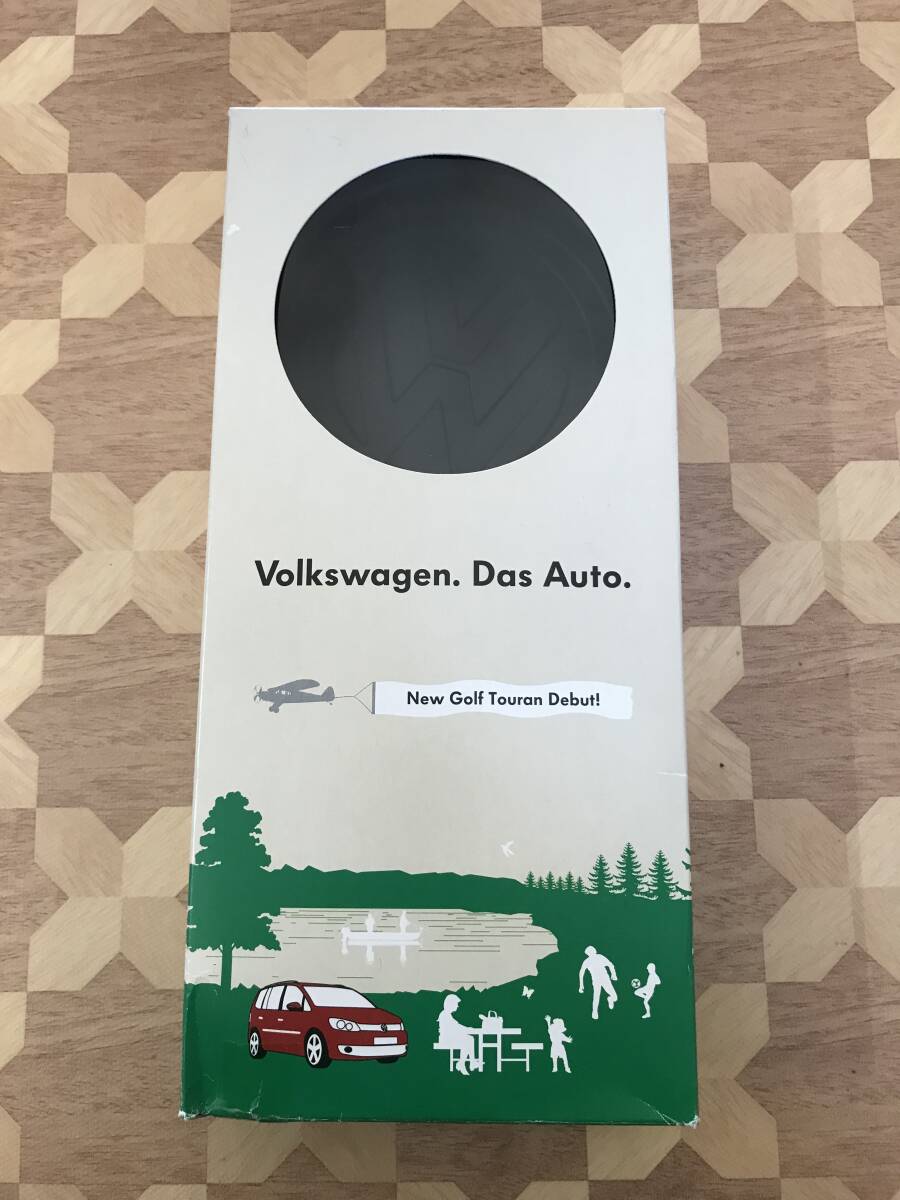 Volkswagen. Das Auto.
New Golf Touran Debut!